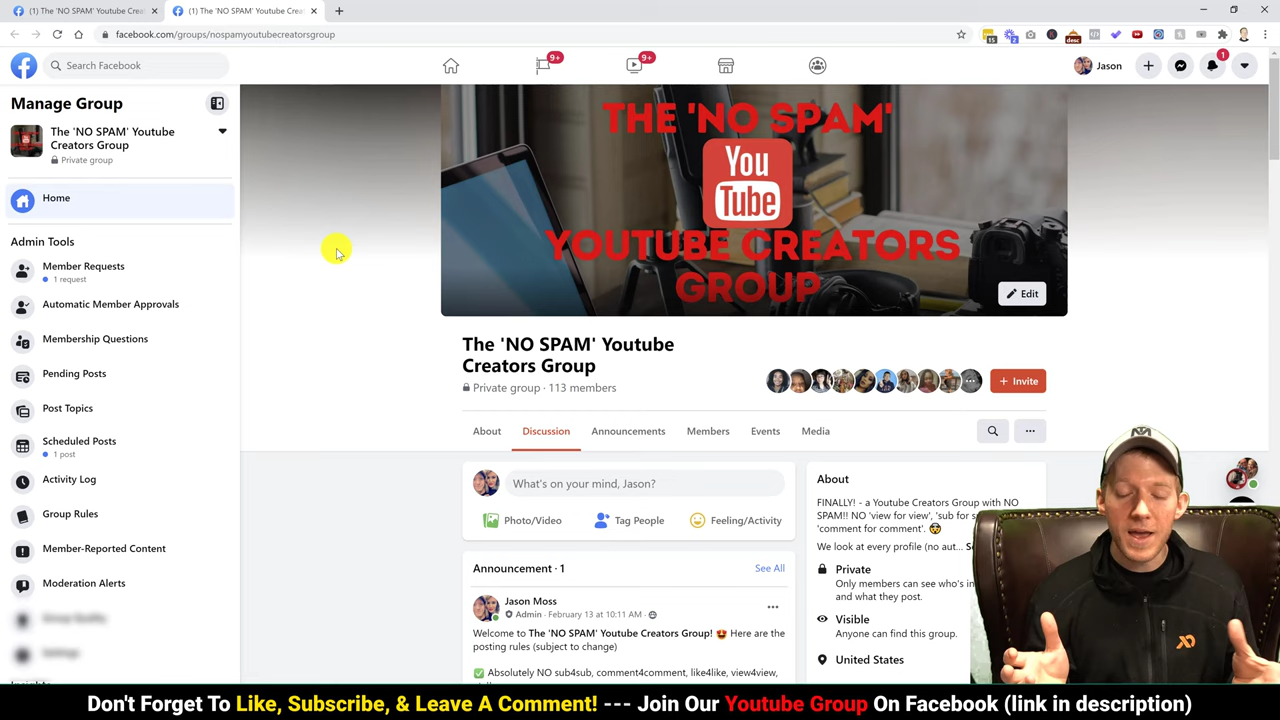 (1) The 'NO SPAM' Youtube Crea
(1) The 'NO SPAM' Youtube Crea
facebook.com/groups/nospamyoutubecreatorsgroup
15
2
desc
Search Facebook
9+
9+
Jason
1
Manage Group
The 'NO SPAM' Youtube
Creators Group
Private group
Home
Admin Tools
Member Requests
1 request
Automatic Member Approvals
Membership Questions
Pending Posts
Post Topics
Scheduled Posts
1 post
Activity Log
Group Rules
Member-Reported Content
Moderation Alerts
THE 'NO SPAM'
You
Tube
YOUTUBE CREATORS
GROUP
Edit
The 'NO SPAM' Youtube
Creators Group
Private group · 113 members
+ Invite
About
Discussion
Announcements
Members
Events
Media
What's on your mind, Jason?
Photo/Video
Tag People
Feeling/Activity
Announcement · 1
See All
Jason Moss
Admin · February 13 at 10:11 AM ·
Welcome to The 'NO SPAM' Youtube Creators Group! 😍 Here are the
posting rules (subject to change)
✅ Absolutely NO sub4sub, comment4comment, like4like, view4view,
About
FINALLY! - a Youtube Creators Group with NO
SPAM!! NO 'view for view', 'sub for s
'comment for comment'. 🤯
We look at every profile (no aut... S
Private
Only members can see who's in
and what they post.
Visible
Anyone can find this group.
United States
Don't Forget To Like, Subscribe, & Leave A Comment! --- Join Our Youtube Group On Facebook (link in description)